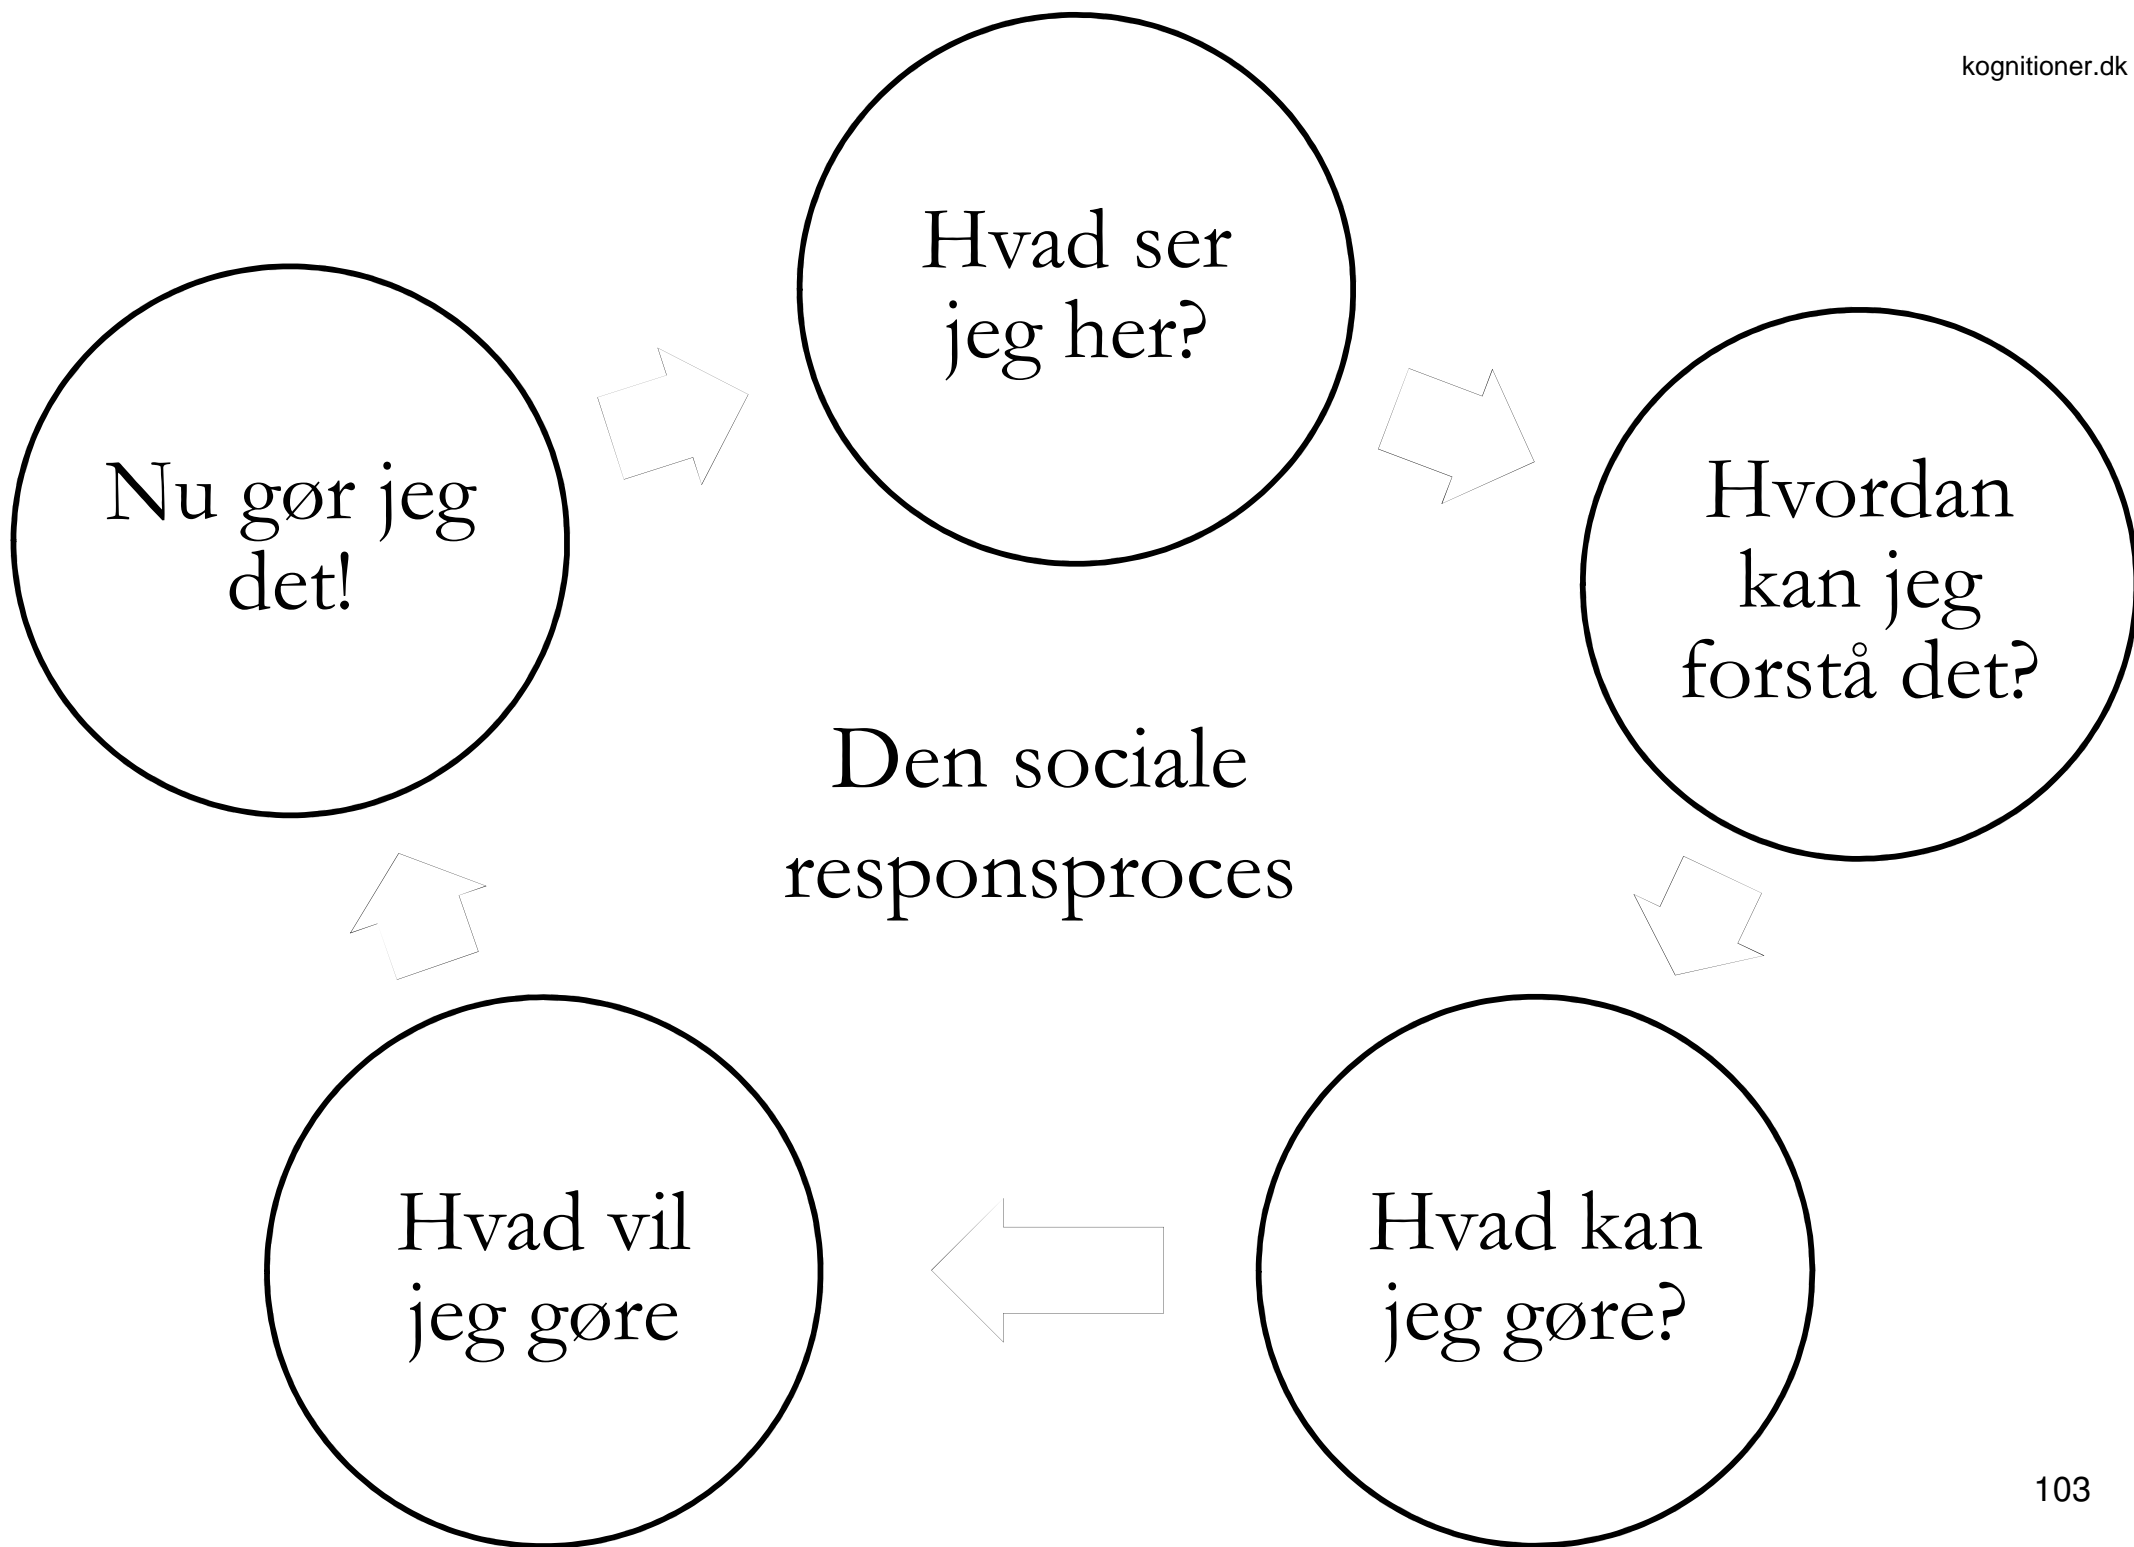 kognitioner.dk
Hvad ser
jeg her?
Hvordan
kan jeg
forstå det?
Hvad kan
jeg gøre?
Hvad vil
jeg gøre
Nu gør jeg
det!
Den sociale
responsproces
103